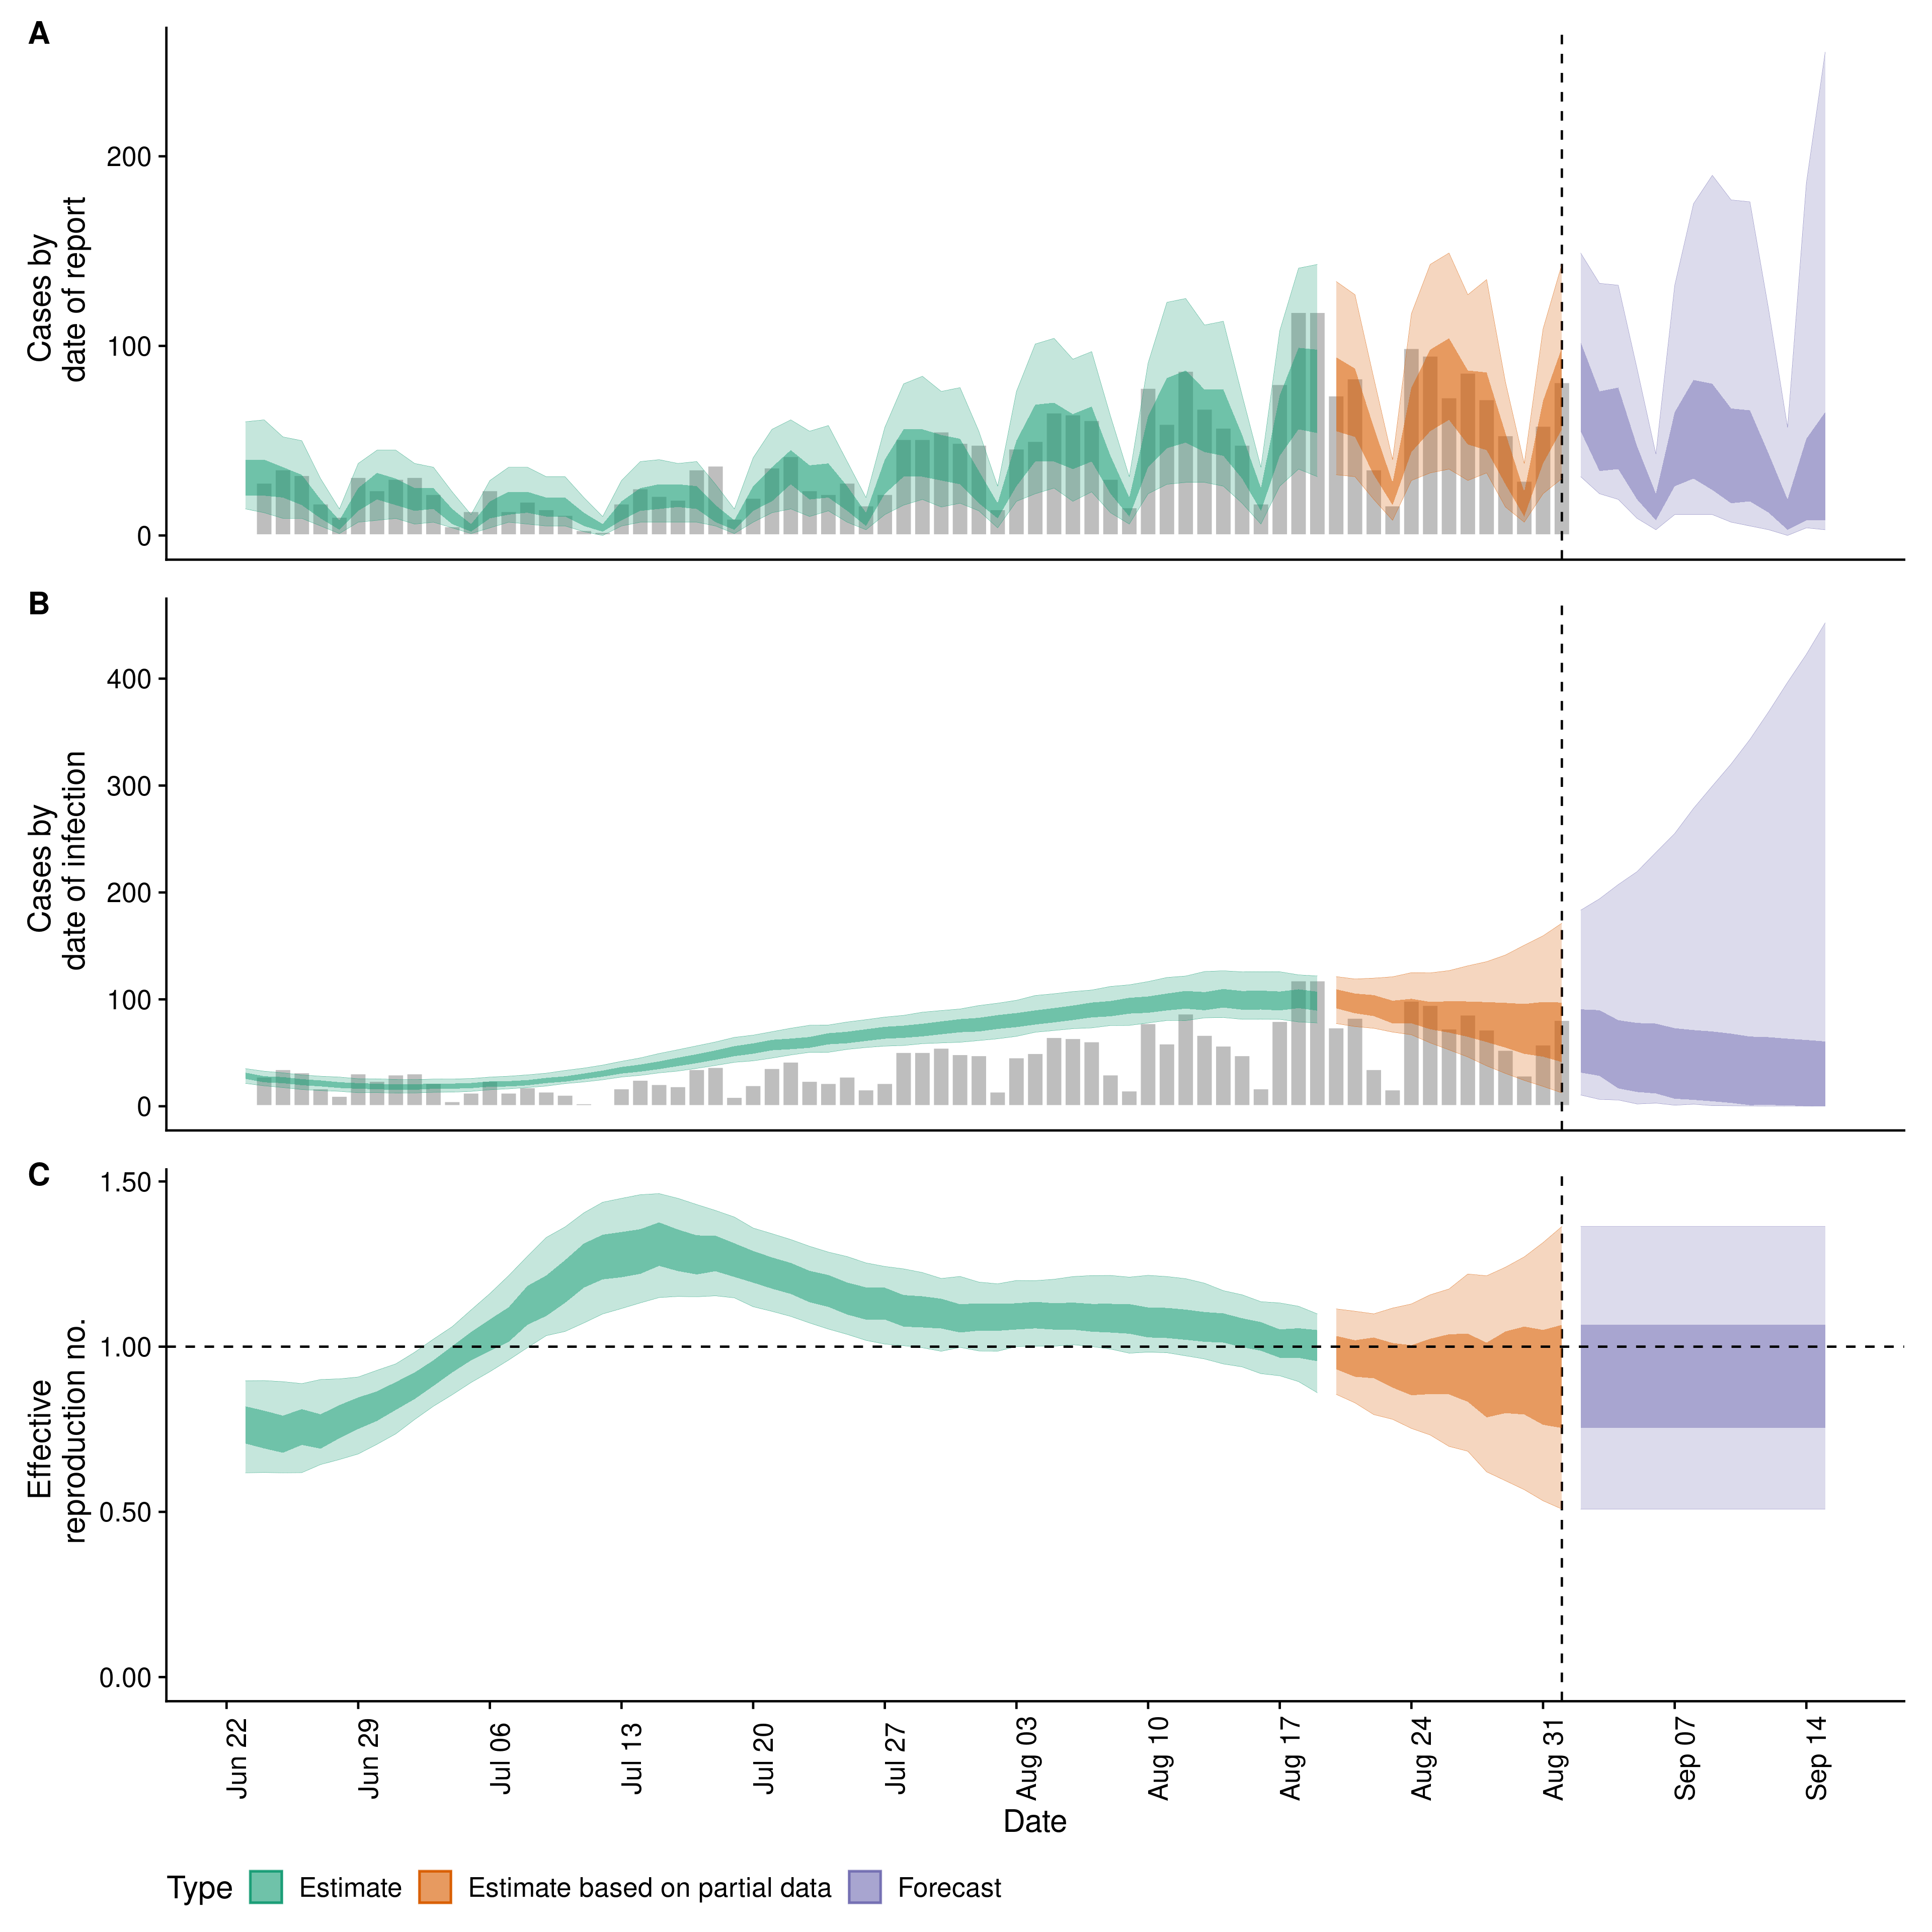 A
Cases by
date of report
200
100
0
B
Cases by
date of infection
400
300
200
100
0
C
Effective
reproduction no.
1.50
1.00
0.50
0.00
Jun 22
Jun 29
Jul 06
Jul 13
Jul 20
Jul 27
Aug 03
Aug 10
Aug 17
Aug 24
Aug 31
Sep 07
Sep 14
Date
Type Estimate Estimate based on partial data Forecast